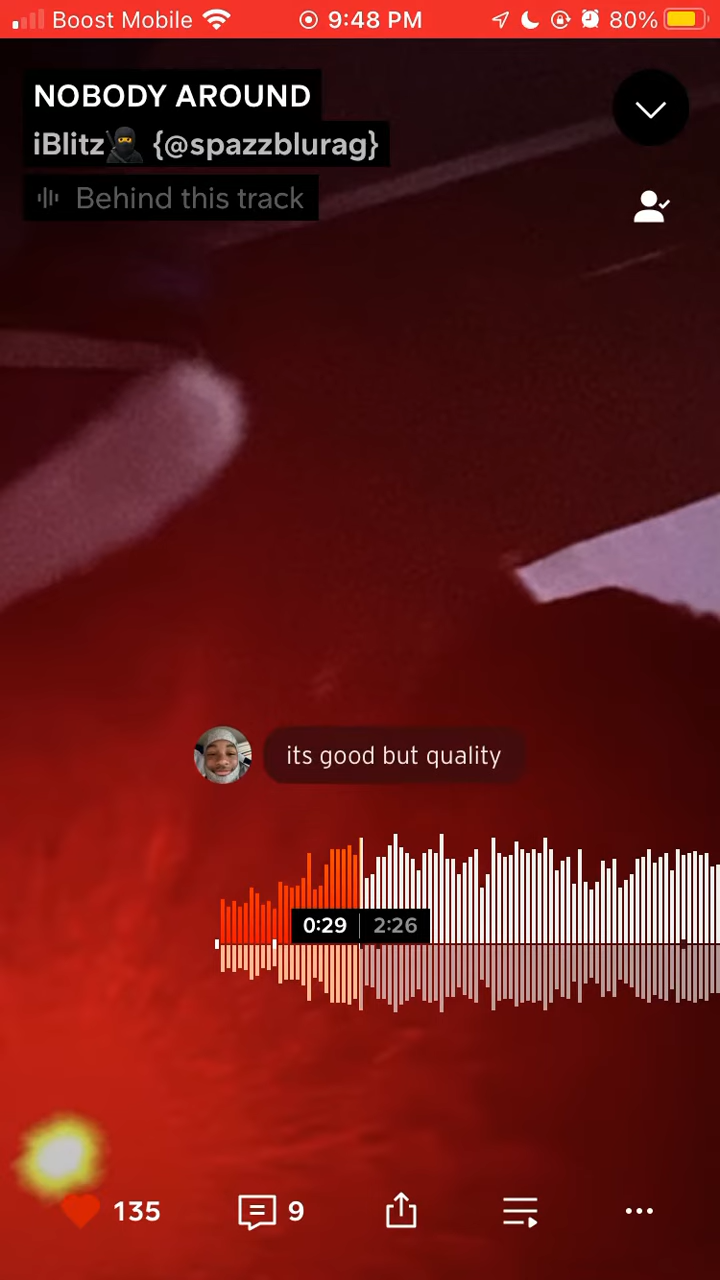 Boost Mobile 9:48 PM 80%
NOBODY AROUND
iBlitz🥷 {@spazzblurag}
Behind this track
its good but quality
0:29 2:26
135 9